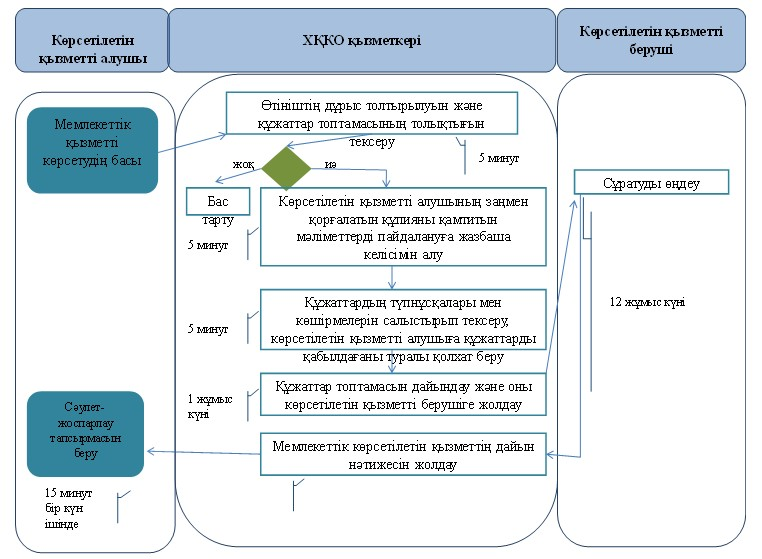 Көрсетілетін
қызметті алушы
ХҚКО қызметкері
Көрсетілетін қызметті
беруші
Мемлекеттік
қызметті
көрсетудің басы
Өтініштің дұрыс толтырылуын және
құжаттар топтамасының толықтығын
тексеру
5 минут
жоқ
иә
Бас
тарту
Көрсетілетін қызметті алушының заңмен
қорғалатын құпияны қамтитын
мәліметтерді пайдалануға жазбаша
келісімін алу
5 минут
Сұратуды өңдеу
12 жұмыс күні
Құжаттардың түпнұсқалары мен
көшірмелерін салыстырып тексеру,
көрсетілетін қызметті алушыға құжаттарды
қабылдағаны туралы қолхат беру
5 минут
Құжаттар топтамасын дайындау және оны
көрсетілетін қызметті берушіге жолдау
1 жұмыс
күні
Сәулет-
жоспарлау
тапсырмасын
беру
Мемлекеттік көрсетілетін қызметтің дайын
нәтижесін жолдау
15 минут
бір күн
ішінде